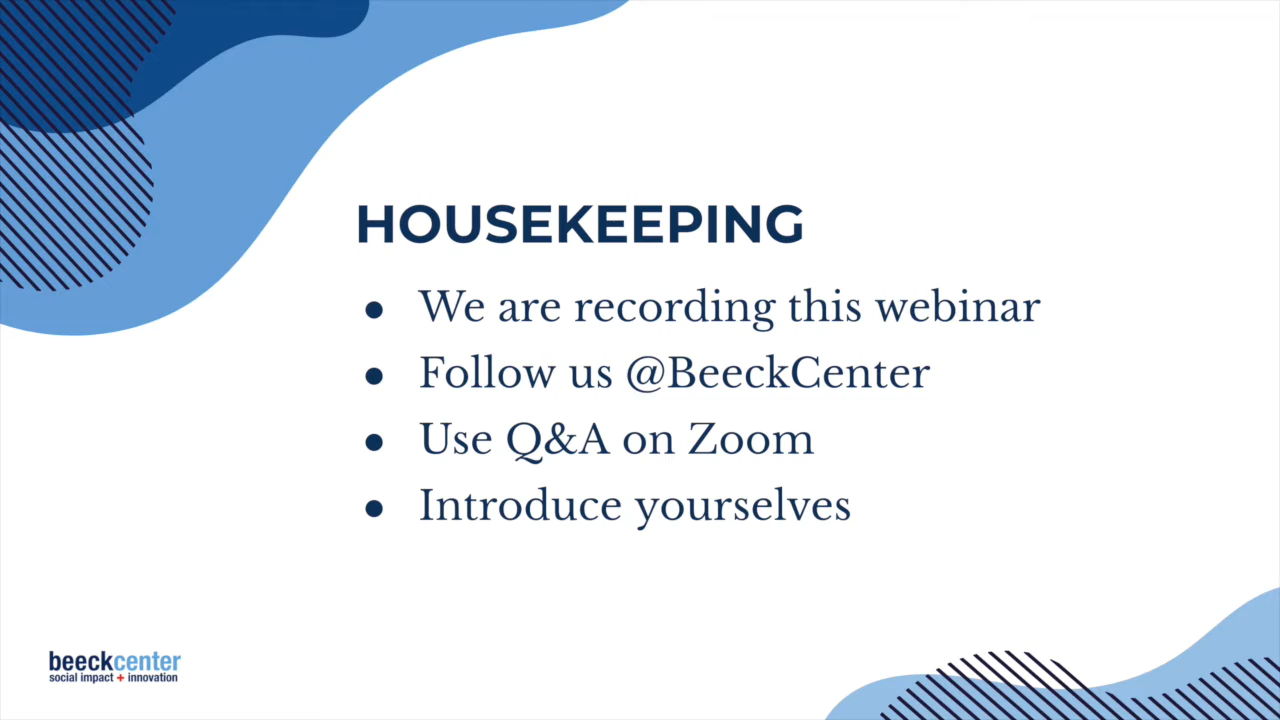 HOUSEKEEPING
● We are recording this webinar
● Follow us @BeeckCenter
● Use Q&A on Zoom
● Introduce yourselves
beeckcenter
social impact + innovation